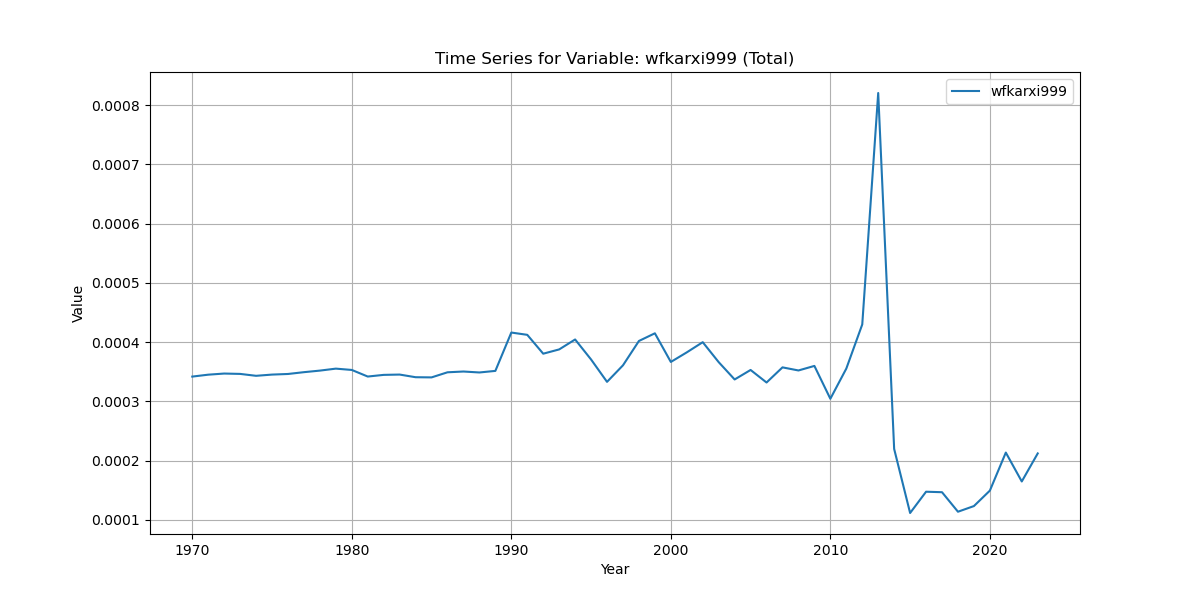 Time Series for Variable: wfkarxi999 (Total)
wfkarxi999
0.0008
0.0007
0.0006
0.0005
0.0004
0.0003
0.0002
0.0001
Value
1970 1980 1990 2000 2010 2020
Year